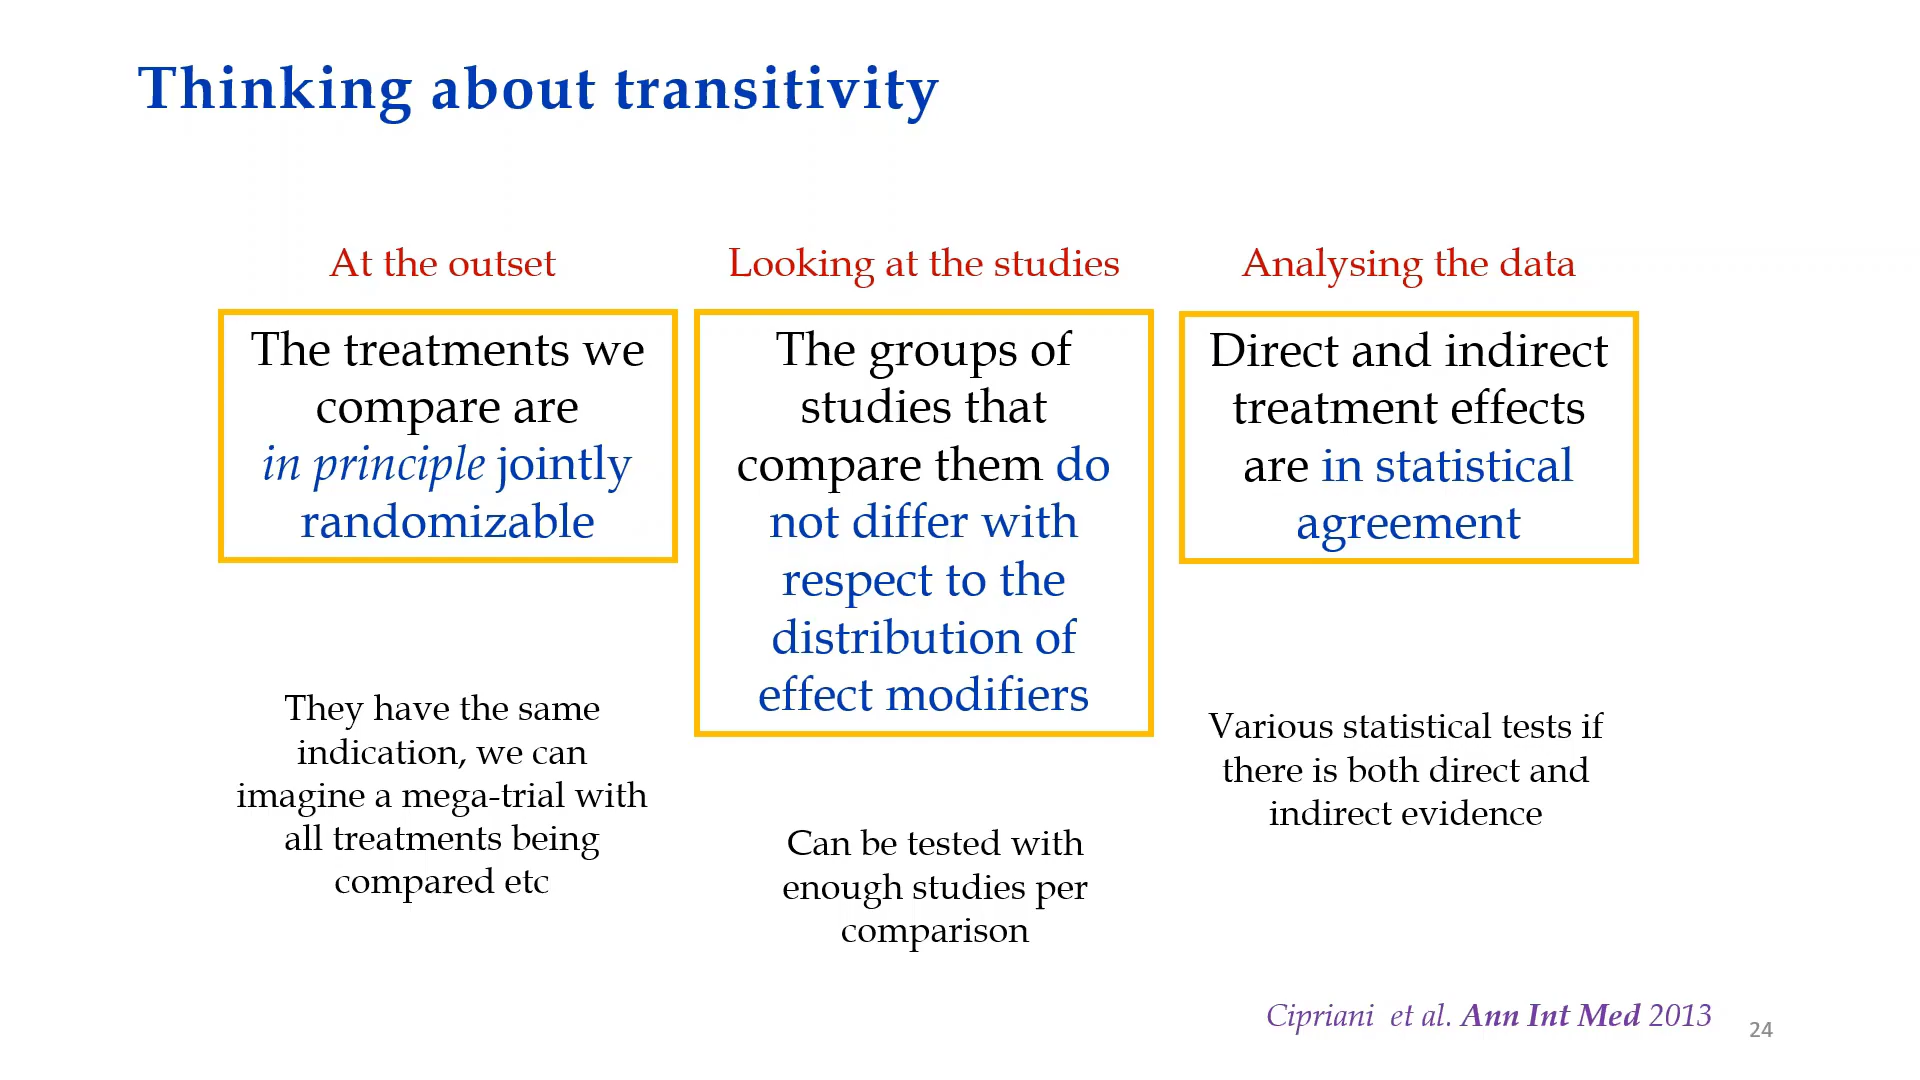 Thinking about transitivity
At the outset
The treatments we
compare are
in principle jointly
randomizable
They have the same
indication, we can
imagine a mega-trial with
all treatments being
compared etc
Looking at the studies
The groups of
studies that
compare them do
not differ with
respect to the
distribution of
effect modifiers
Can be tested with
enough studies per
comparison
Analysing the data
Direct and indirect
treatment effects
are in statistical
agreement
Various statistical tests if
there is both direct and
indirect evidence
Cipriani et al. Ann Int Med 2013
24